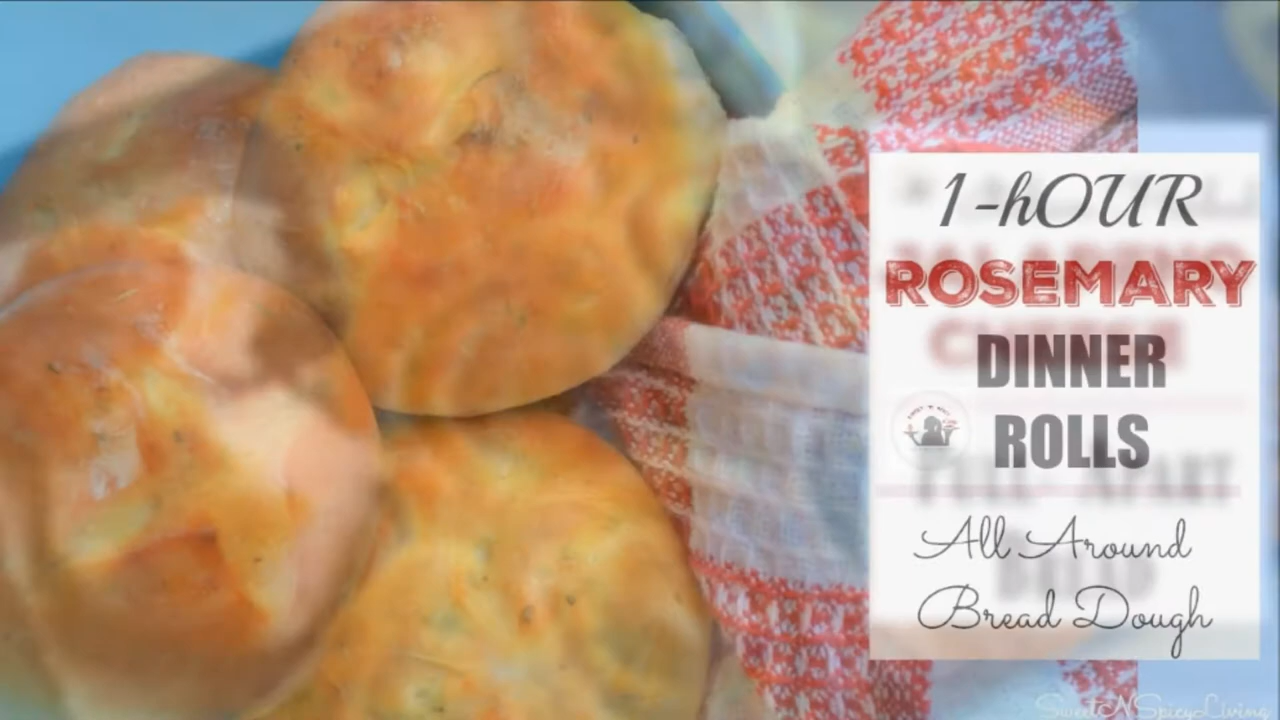 1-hOUR
ROSEMARY
DINNER
ROLLS
All Around
Bread Dough
SweetNSpicyLiving